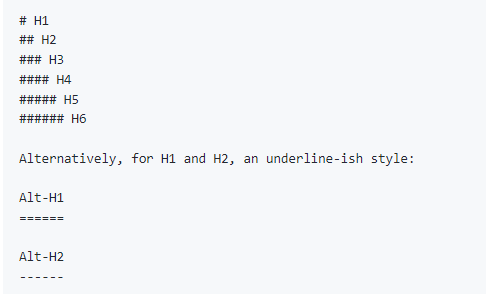 # H1
## H2
### H3
#### H4
##### H5
###### H6
Alternatively, for H1 and H2, an underline-ish style:
Alt-H1
======
Alt-H2
------